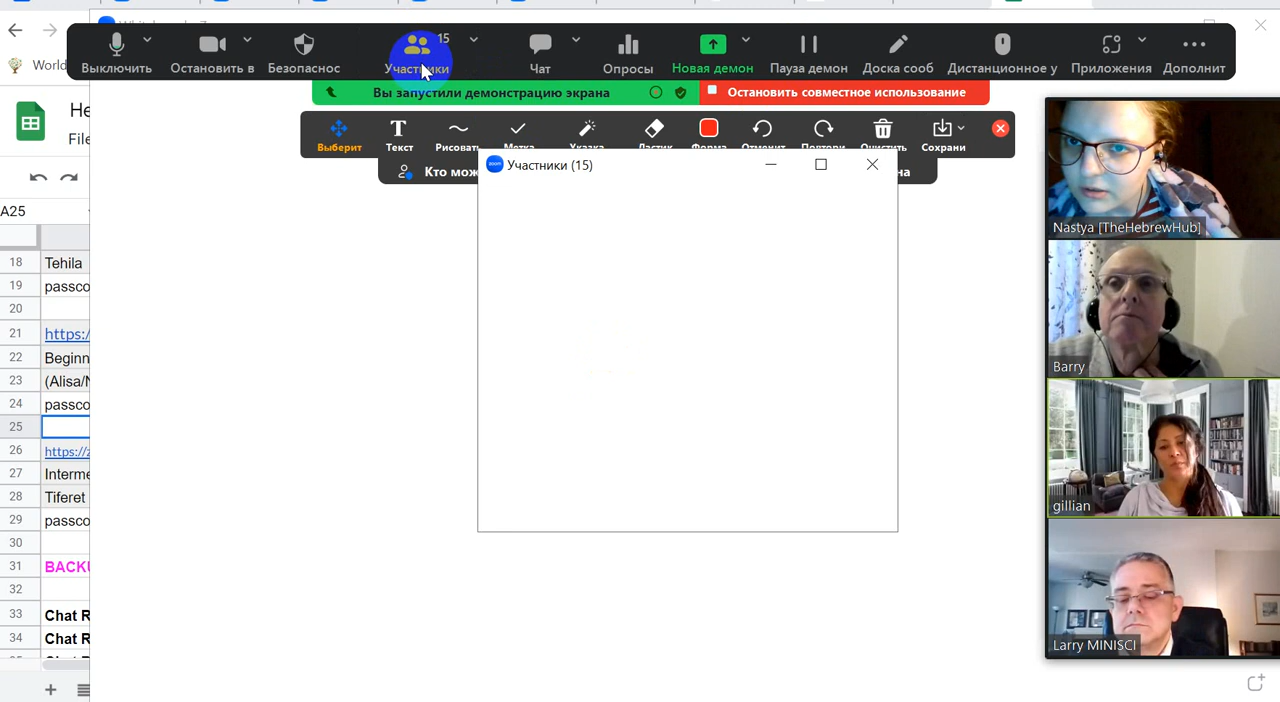 World
15
Выключить
Остановить в
Безопаснос
Участники
Чат
Опросы
Новая демон
Пауза демон
Доска сооб
Дистанционное у
Приложения
Дополнит
Вы запустили демонстрацию экрана
Остановить совместное использование
He
File
Выберит
Текст
Рисовать
Метка
Указка
Ластик
Форма
Отменит
Повтори
Очистить
Сохрани
Кто мож
на
zoom
Участники (15)
A25
18 Tehila
19 passco
20
21 https:/
22 Beginn
23 (Alisa/
24 passco
25
26 https://z
27 Interme
28 Tiferet
29 passco
30
31 BACKU
32
33 Chat R
34 Chat R
Nastya [TheHebrewHub]
Barry
gillian
Larry MINISCI